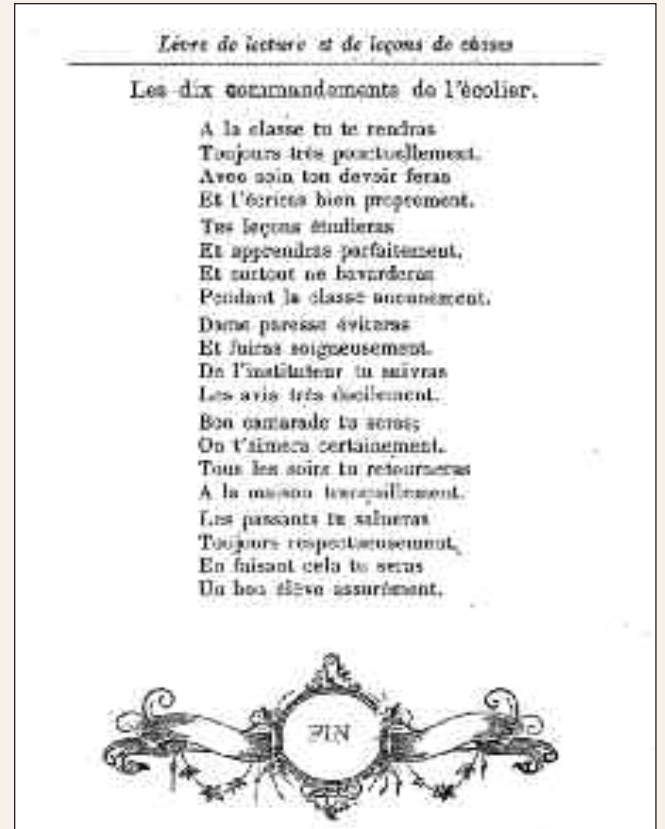 Livre de lecture et de leçons de choses
Les dix commandements de l'écolier.
A la classe tu te rendras
Toujours très ponctuellement.
Avec soin ton devoir feras
Et l'écriras bien proprement.
Tes leçons étudieras
Et apprendras parfaitement,
Et surtout ne bavarderas
Pendant la classe aucunement.
Dame paresse éviteras
Et fuiras soigneusement.
De l'instituteur tu suivras
Les avis très docilement.
Bon camarade tu seras;
On t'aimera certainement.
Tous les soirs tu retourneras
A la maison tranquillement.
Les passants tu salueras
Toujours respectueusement,
En faisant cela tu seras
Un bon élève assurément.
FIN